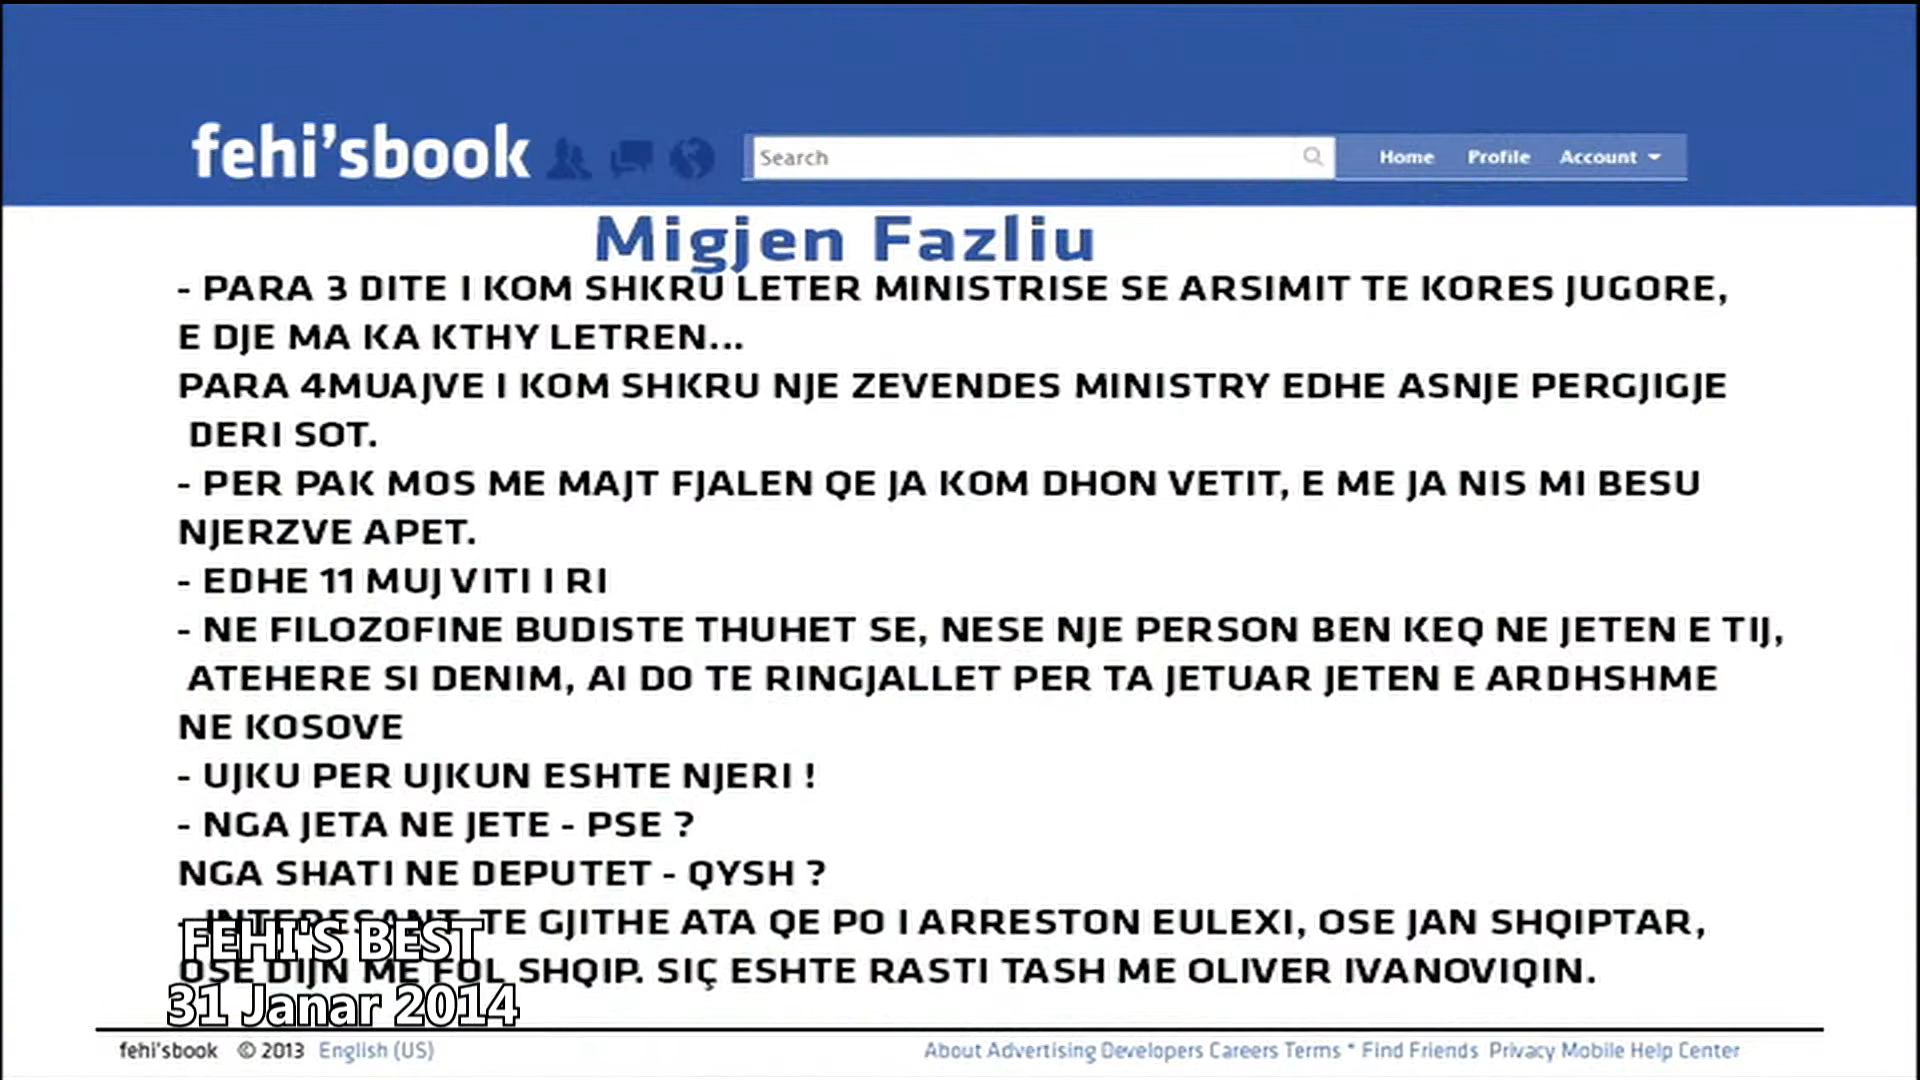 fehi'sbook
Search
Home Profile Account
Migjen Fazliu
- PARA 3 DITE I KOM SHKRU LETER MINISTRISE SE ARSIMIT TE KORES JUGORE,
E DJE MA KA KTHY LETREN...
PARA 4MUAJVE I KOM SHKRU NJE ZEVENDES MINISTRY EDHE ASNJE PERGJIGJE
DERI SOT.
- PER PAK MOS ME MAJT FJALEN QE JA KOM DHON VETIT, E ME JA NIS MI BESU
NJERZVE APET.
- EDHE 11 MUJ VITI I RI
- NE FILOZOFINE BUDISTE THUHET SE, NESE NJE PERSON BEN KEQ NE JETEN E TIJ,
ATEHERE SI DENIM, AI DO TE RINGJALLET PER TA JETUAR JETEN E ARDHSHME
NE KOSOVE
- UJKU PER UJKUN ESHTE NJERI !
- NGA JETA NE JETE - PSE ?
NGA SHATI NE DEPUTET - QYSH ?
- INTERESANT, TE GJITHE ATA QE PO I ARRESTON EULEXI, OSE JAN SHQIPTAR,
OSE DIJN ME FOL SHQIP. SIÇ ESHTE RASTI TASH ME OLIVER IVANOVIQIN.
FEHI'S BEST
31 Janar 2014
fehi'sbook © 2013 English (US)
About Advertising Developers Careers Terms * Find Friends Privacy Mobile Help Center